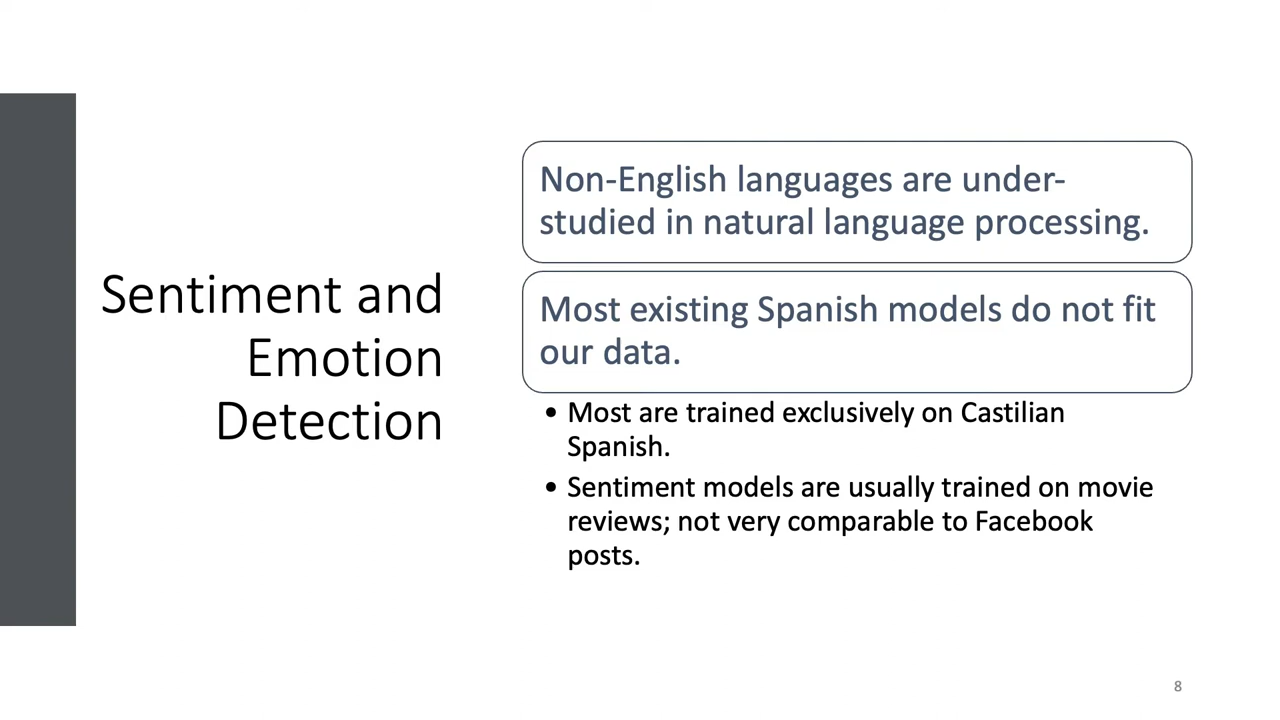 Sentiment and
Emotion
Detection
Non-English languages are under-
studied in natural language processing.
Most existing Spanish models do not fit
our data.
• Most are trained exclusively on Castilian
Spanish.
• Sentiment models are usually trained on movie
reviews; not very comparable to Facebook
posts.
8